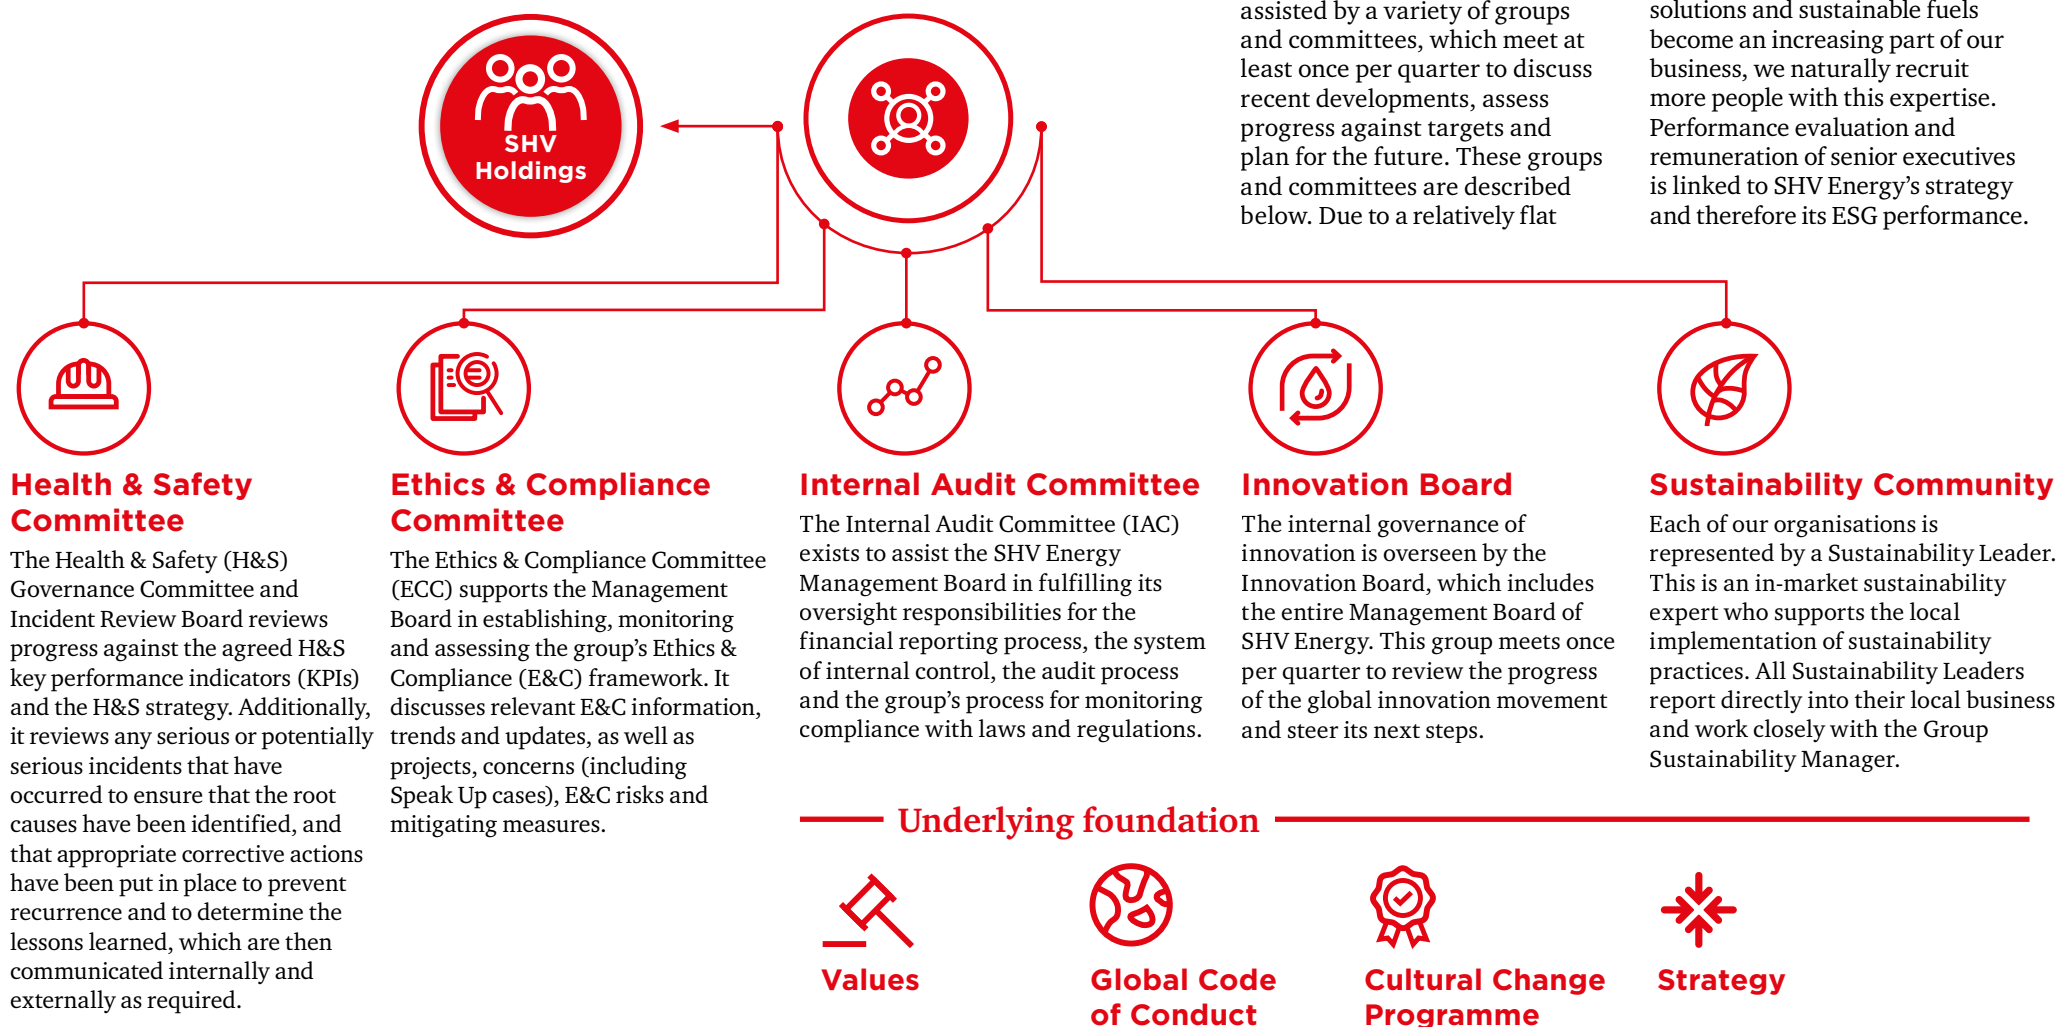 SHV
Holdings
assisted by a variety of groups
and committees, which meet at
least once per quarter to discuss
recent developments, assess
progress against targets and
plan for the future. These groups
and committees are described
below. Due to a relatively flat
solutions and sustainable fuels
become an increasing part of our
business, we naturally recruit
more people with this expertise.
Performance evaluation and
remuneration of senior executives
is linked to SHV Energy’s strategy
and therefore its ESG performance.
Health & Safety
Committee
The Health & Safety (H&S)
Governance Committee and
Incident Review Board reviews
progress against the agreed H&S
key performance indicators (KPIs)
and the H&S strategy. Additionally,
it reviews any serious or potentially
serious incidents that have
occurred to ensure that the root
causes have been identified, and
that appropriate corrective actions
have been put in place to prevent
recurrence and to determine the
lessons learned, which are then
communicated internally and
externally as required.
Ethics & Compliance
Committee
The Ethics & Compliance Committee
(ECC) supports the Management
Board in establishing, monitoring
and assessing the group’s Ethics &
Compliance (E&C) framework. It
discusses relevant E&C information,
trends and updates, as well as
projects, concerns (including
Speak Up cases), E&C risks and
mitigating measures.
Internal Audit Committee
The Internal Audit Committee (IAC)
exists to assist the SHV Energy
Management Board in fulfilling its
oversight responsibilities for the
financial reporting process, the system
of internal control, the audit process
and the group’s process for monitoring
compliance with laws and regulations.
Innovation Board
The internal governance of
innovation is overseen by the
Innovation Board, which includes
the entire Management Board of
SHV Energy. This group meets once
per quarter to review the progress
of the global innovation movement
and steer its next steps.
Sustainability Community
Each of our organisations is
represented by a Sustainability Leader.
This is an in-market sustainability
expert who supports the local
implementation of sustainability
practices. All Sustainability Leaders
report directly into their local business
and work closely with the Group
Sustainability Manager.
Underlying foundation
Values
Global Code
of Conduct
Cultural Change
Programme
Strategy